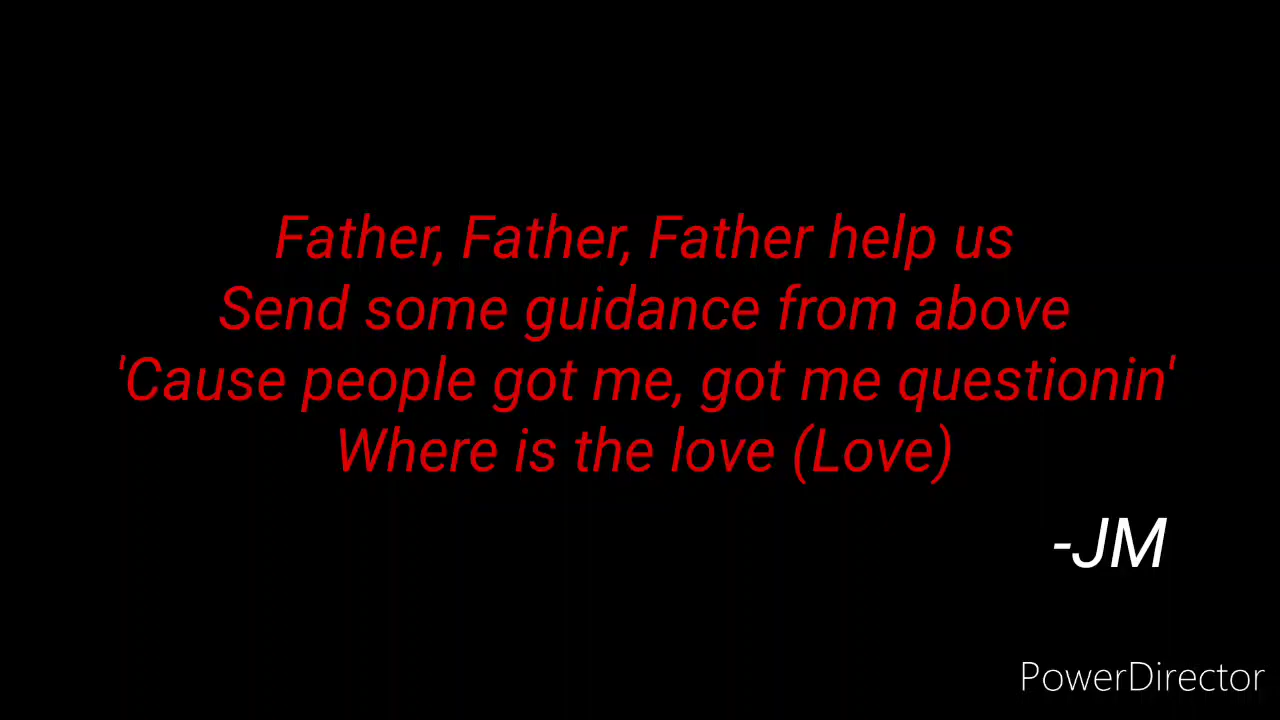 Father, Father, Father help us
Send some guidance from above
'Cause people got me, got me questionin'
Where is the love (Love)
-JM
PowerDirector